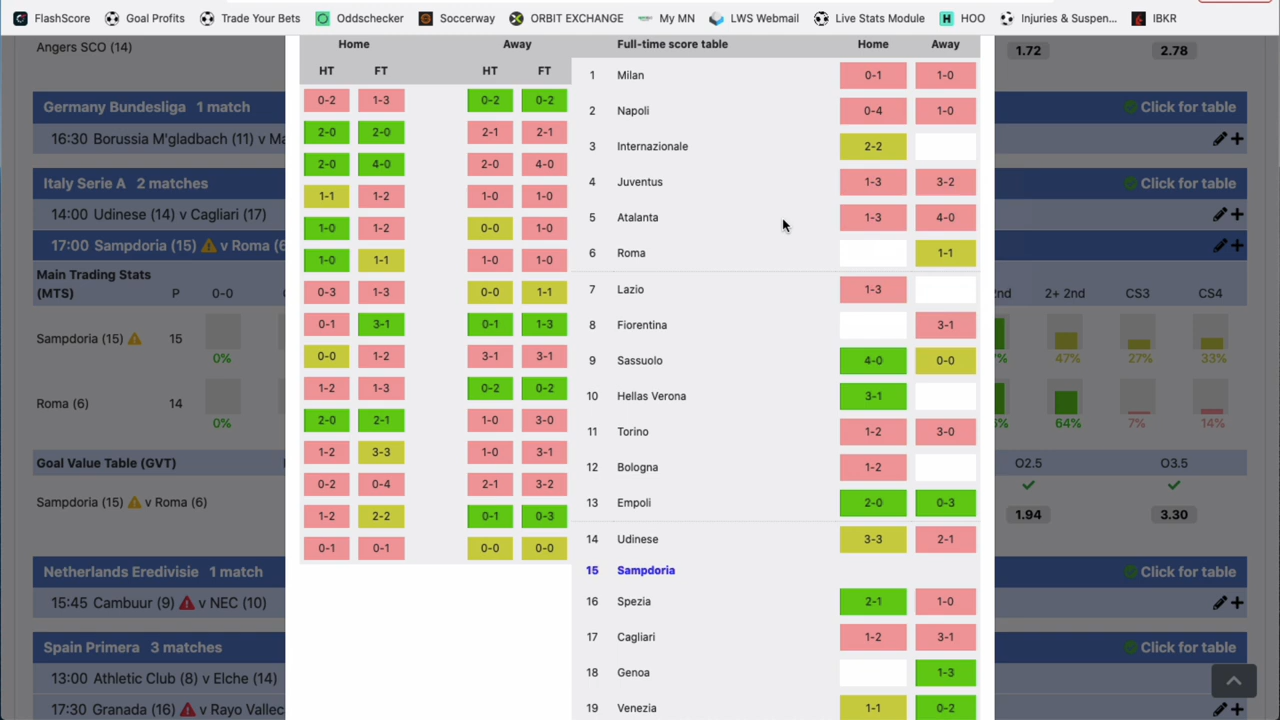 FlashScore Goal Profits Trade Your Bets Oddschecker Soccerway ORBIT EXCHANGE My MN LWS Webmail Live Stats Module HOO Injuries & Suspen... IBKR
Angers SCO (14) 1.72 2.78
Germany Bundesliga 1 match Click for table
16:30 Borussia M'gladbach (11) v Ma
Italy Serie A 2 matches Click for table
14:00 Udinese (14) v Cagliari (17)
17:00 Sampdoria (15) v Roma (6
Main Trading Stats
(MTS) P 0-0 2nd 2+ 2nd CS3 CS4
Sampdoria (15) 15
0% % 47% 27% 33%
Roma (6) 14
0% % 64% 7% 14%
Goal Value Table (GVT) O2.5 O3.5
Sampdoria (15) v Roma (6)
1.94 3.30
Netherlands Eredivisie 1 match Click for table
15:45 Cambuur (9) v NEC (10)
Spain Primera 3 matches Click for table
13:00 Athletic Club (8) v Elche (14)
17:30 Granada (16) v Rayo Vallec
Home Away
HT FT HT FT
0-2 1-3 0-2 0-2
2-0 2-0 2-1 2-1
2-0 4-0 2-0 4-0
1-1 1-2 1-0 1-0
1-0 1-2 0-0 1-0
1-0 1-1 1-0 1-0
0-3 1-3 0-0 1-1
0-1 3-1 0-1 1-3
0-0 1-2 3-1 3-1
1-2 1-3 0-2 0-2
2-0 2-1 1-0 3-0
1-2 3-3 1-0 3-1
0-2 0-4 2-1 3-2
1-2 2-2 0-1 0-3
0-1 0-1 0-0 0-0
Full-time score table Home Away
1 Milan 0-1 1-0
2 Napoli 0-4 1-0
3 Internazionale 2-2
4 Juventus 1-3 3-2
5 Atalanta 1-3 4-0
6 Roma 1-1
7 Lazio 1-3
8 Fiorentina 3-1
9 Sassuolo 4-0 0-0
10 Hellas Verona 3-1
11 Torino 1-2 3-0
12 Bologna 1-2
13 Empoli 2-0 0-3
14 Udinese 3-3 2-1
15 Sampdoria
16 Spezia 2-1 1-0
17 Cagliari 1-2 3-1
18 Genoa 1-3
19 Venezia 1-1 0-2